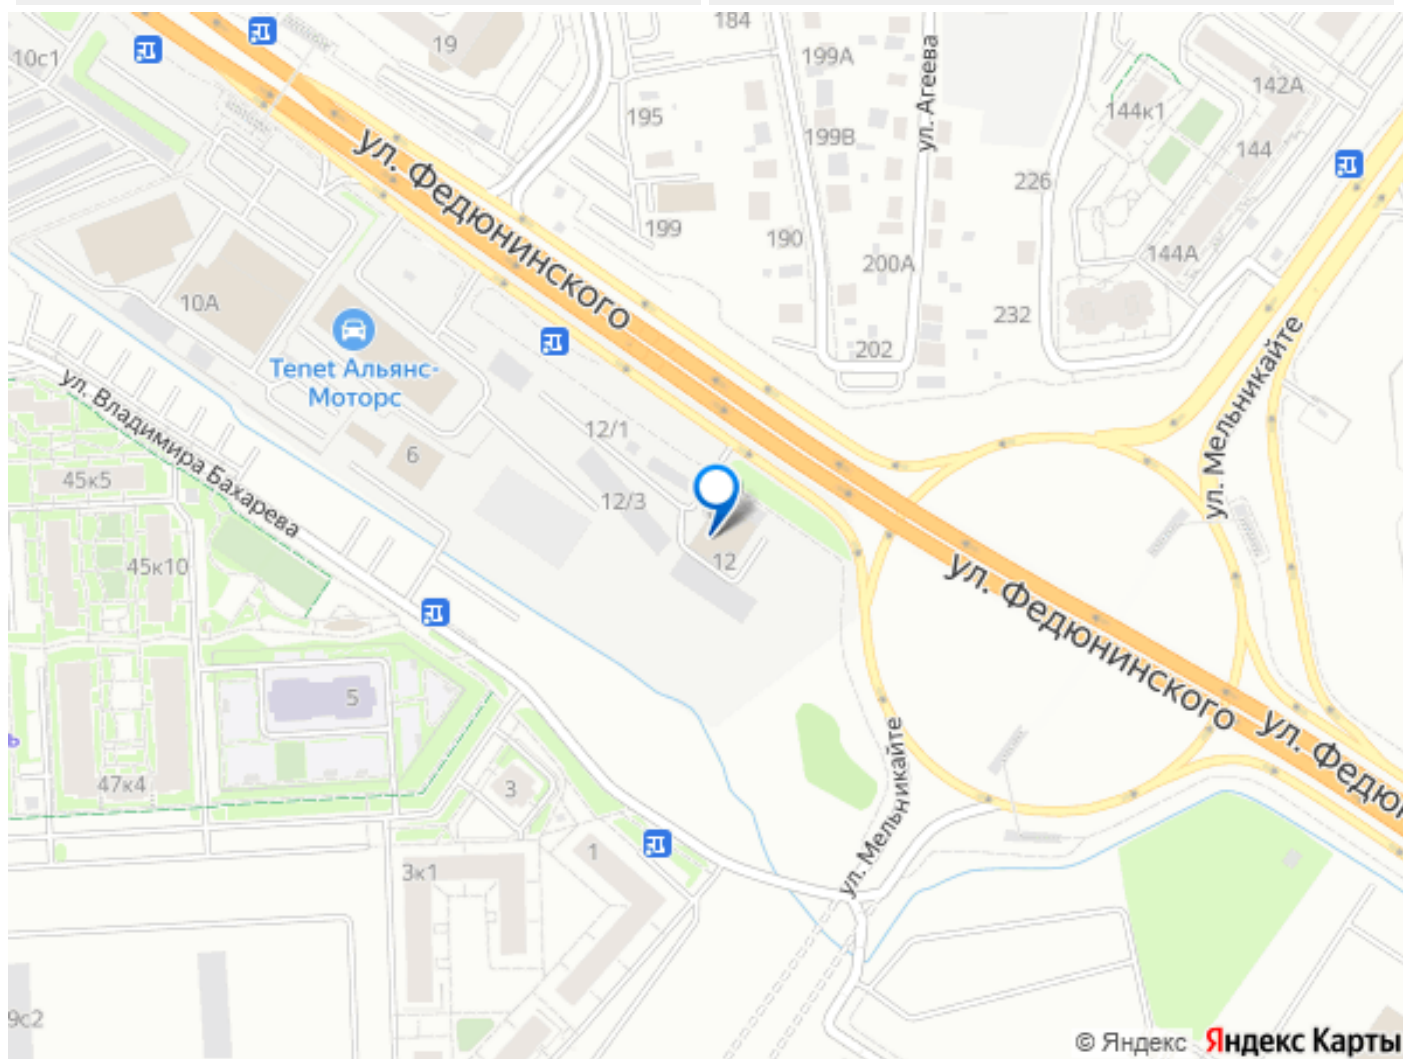 184
19
10с1
199А
ул. Агеева
142А
144к1
195
199В
144
ул. Федюнинского
226
199
190
144А
200А
10А
232
202
Tenet Альянс-
Моторс
ул. Мельникайте
ул. Владимира Бахарева
12/1
6
45к5
12/3
12
45к10
ул. Федюнинского
5
ул. Федюн
47к4
3
ул. Мельникайте
1
3к1
9с2
© Яндекс Яндекс Карты